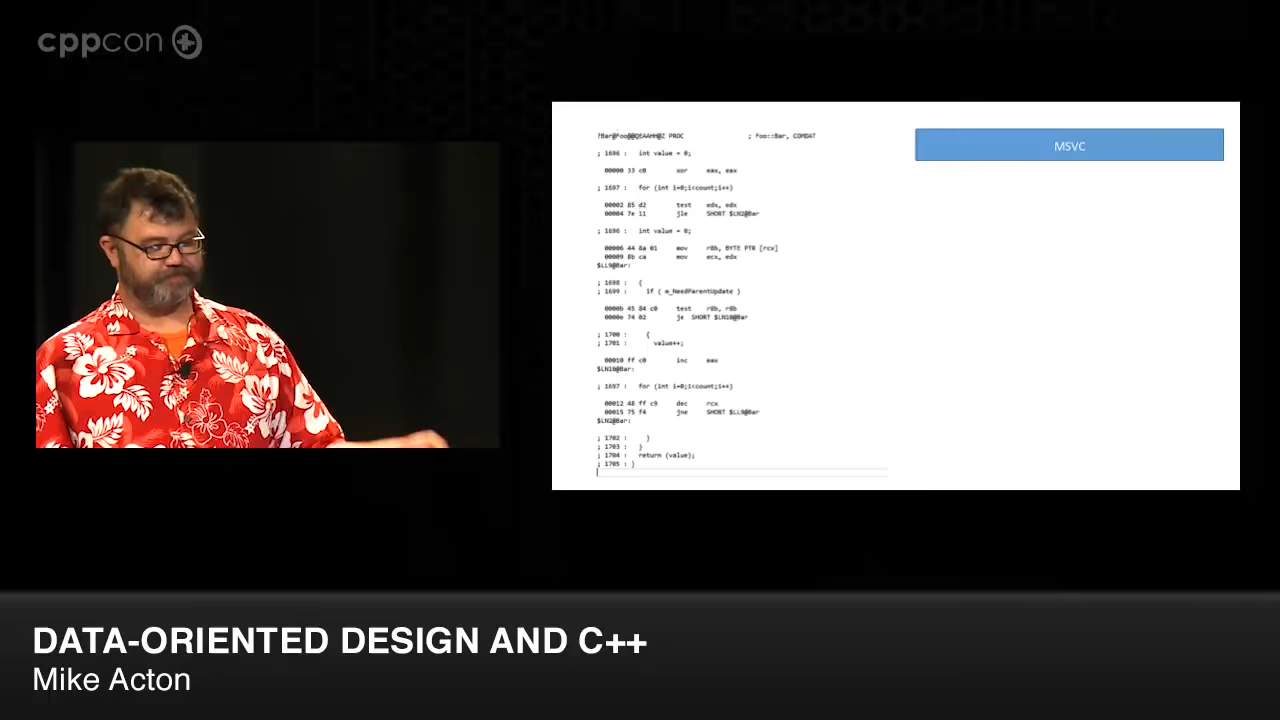 cppcon
?Bar@Foo@@QEAAHH@Z PROC ; Foo::Bar, COMDAT
MSVC
; 1696 : int value = 0;
00000 33 c0 xor eax, eax
; 1697 : for (int i=0;i<count;i++)
00002 85 d2 test edx, edx
00004 7e 11 jle SHORT $LN2@Bar
; 1696 : int value = 0;
00006 44 8a 01 mov r8b, BYTE PTR [rcx]
00009 8b ca mov ecx, edx
$LL9@Bar:
; 1698 : {
; 1699 : if ( m_NeedParentUpdate )
0000b 45 84 c0 test r8b, r8b
0000e 74 02 je SHORT $LN10@Bar
; 1700 : {
; 1701 : value++;
00010 ff c0 inc eax
$LN10@Bar:
; 1697 : for (int i=0;i<count;i++)
00012 48 ff c9 dec rcx
00015 75 f4 jne SHORT $LL9@Bar
$LN2@Bar:
; 1702 : }
; 1703 : }
; 1704 : return (value);
; 1705 : }
DATA-ORIENTED DESIGN AND C++
Mike Acton